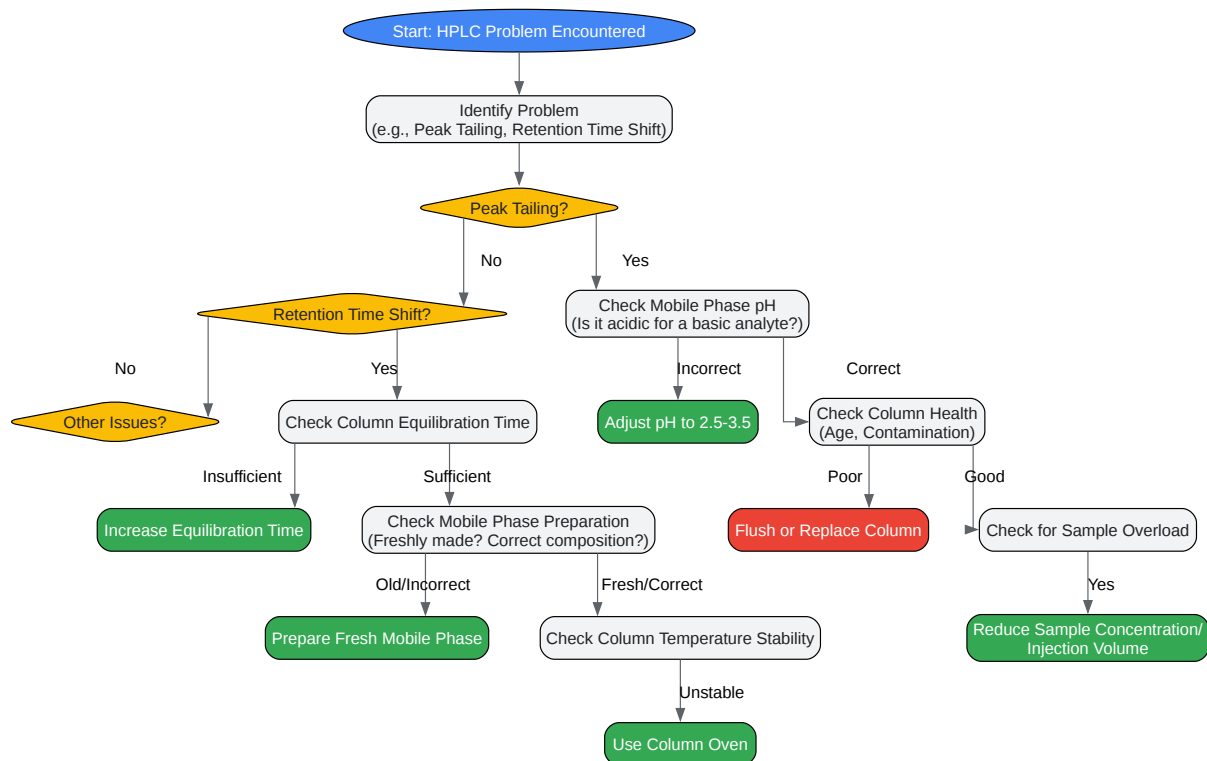 Start: HPLC Problem Encountered
Identify Problem
(e.g., Peak Tailing, Retention Time Shift)
Peak Tailing?
No
Yes
Retention Time Shift?
Check Mobile Phase pH
(Is it acidic for a basic analyte?)
No
Yes
Incorrect
Correct
Other Issues?
Check Column Equilibration Time
Adjust pH to 2.5-3.5
Check Column Health
(Age, Contamination)
Insufficient
Sufficient
Poor
Good
Increase Equilibration Time
Check Mobile Phase Preparation
(Freshly made? Correct composition?)
Flush or Replace Column
Check for Sample Overload
Old/Incorrect
Fresh/Correct
Yes
Prepare Fresh Mobile Phase
Check Column Temperature Stability
Reduce Sample Concentration/
Injection Volume
Unstable
Use Column Oven